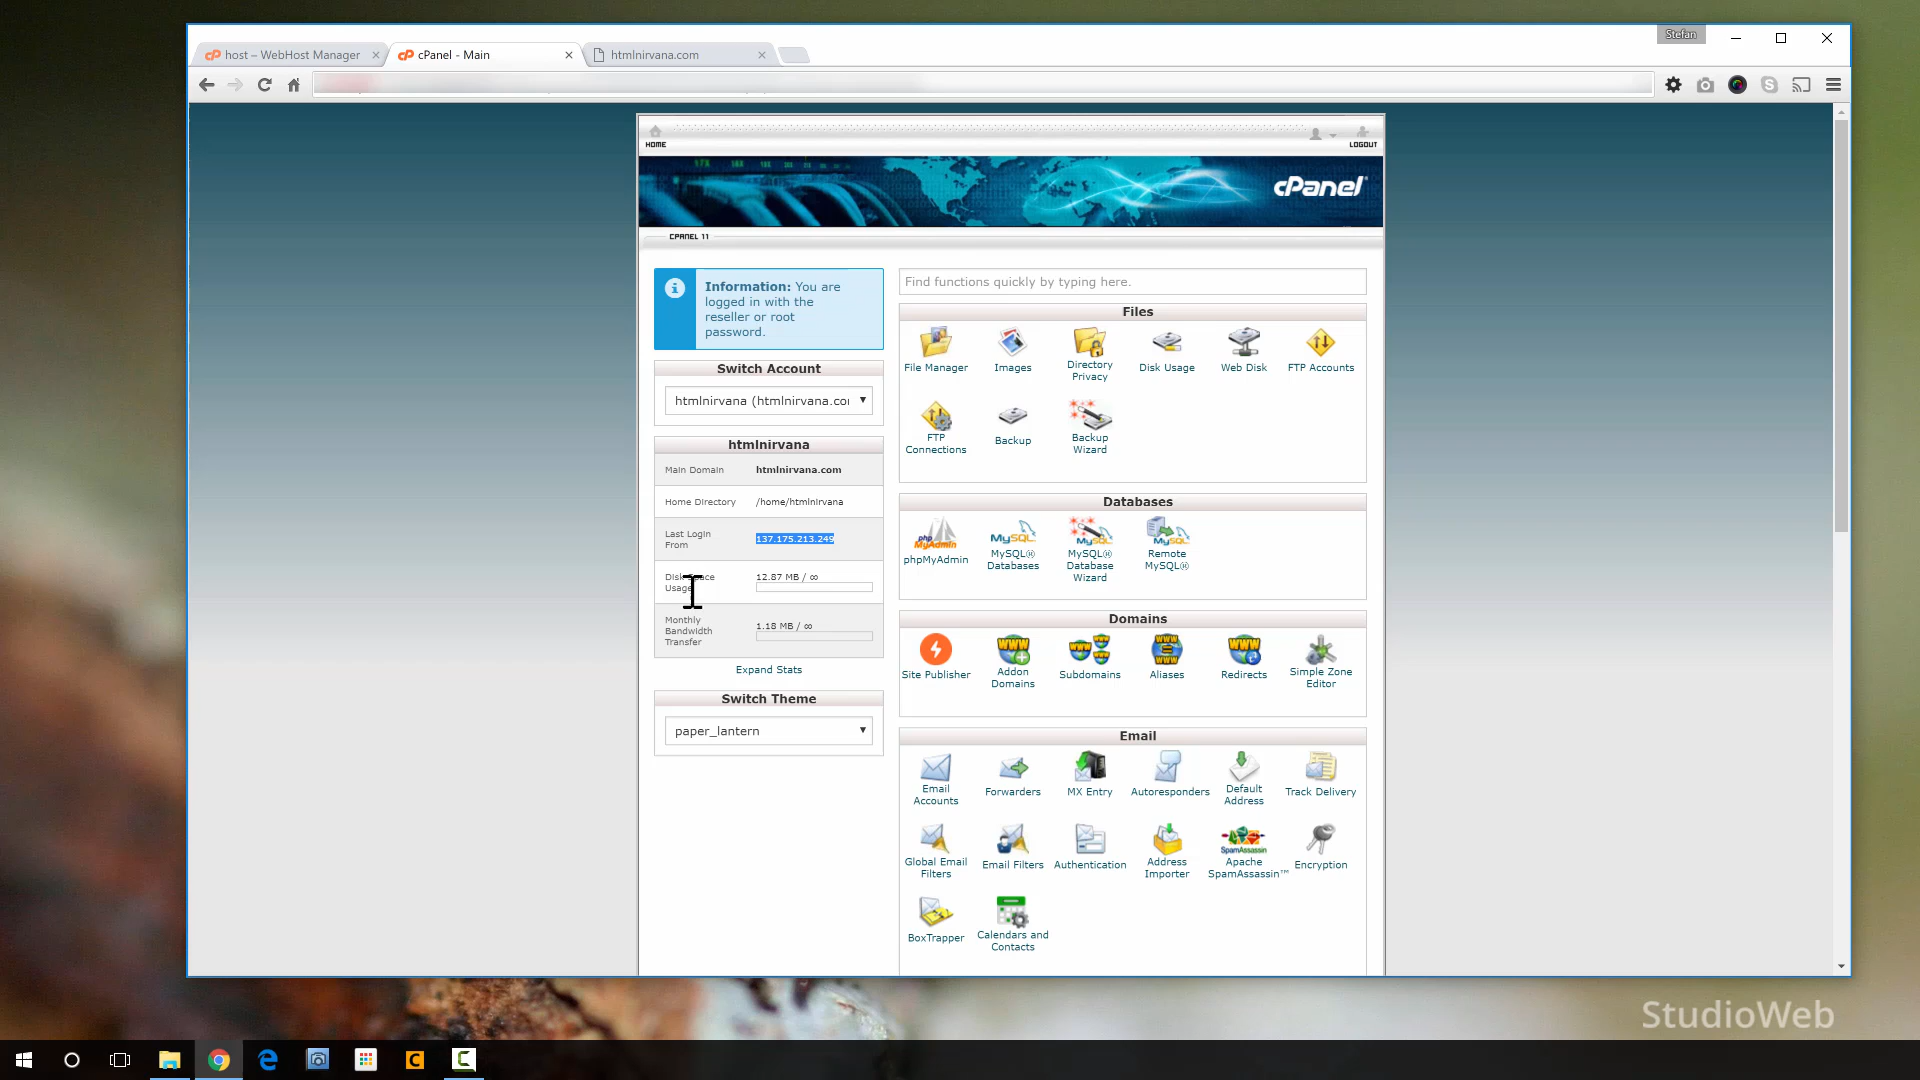 Stefan
host – WebHost Manager
cPanel - Main
htmlnirvana.com
HOME
LOGOUT
cPanel
CPANEL 11
Information: You are
logged in with the
reseller or root
password.
Switch Account
htmlnirvana (htmlnirvana.co
htmlnirvana
Main Domain
htmlnirvana.com
Home Directory
/home/htmlnirvana
Last Login
From
137.175.213.249
Disk Space
Usage
12.87 MB / ∞
Monthly
Bandwidth
Transfer
1.18 MB / ∞
Expand Stats
Switch Theme
paper_lantern
Find functions quickly by typing here.
Files
File Manager
Images
Directory
Privacy
Disk Usage
Web Disk
FTP Accounts
FTP
Connections
Backup
Backup
Wizard
Databases
phpMyAdmin
MySQL®
Databases
MySQL®
Database
Wizard
Remote
MySQL®
Domains
Site Publisher
Addon
Domains
Subdomains
Aliases
Redirects
Simple Zone
Editor
Email
Email
Accounts
Forwarders
MX Entry
Autoresponders
Default
Address
Track Delivery
Global Email
Filters
Email Filters
Authentication
Address
Importer
Apache
SpamAssassin™
Encryption
BoxTrapper
Calendars and
Contacts
StudioWeb